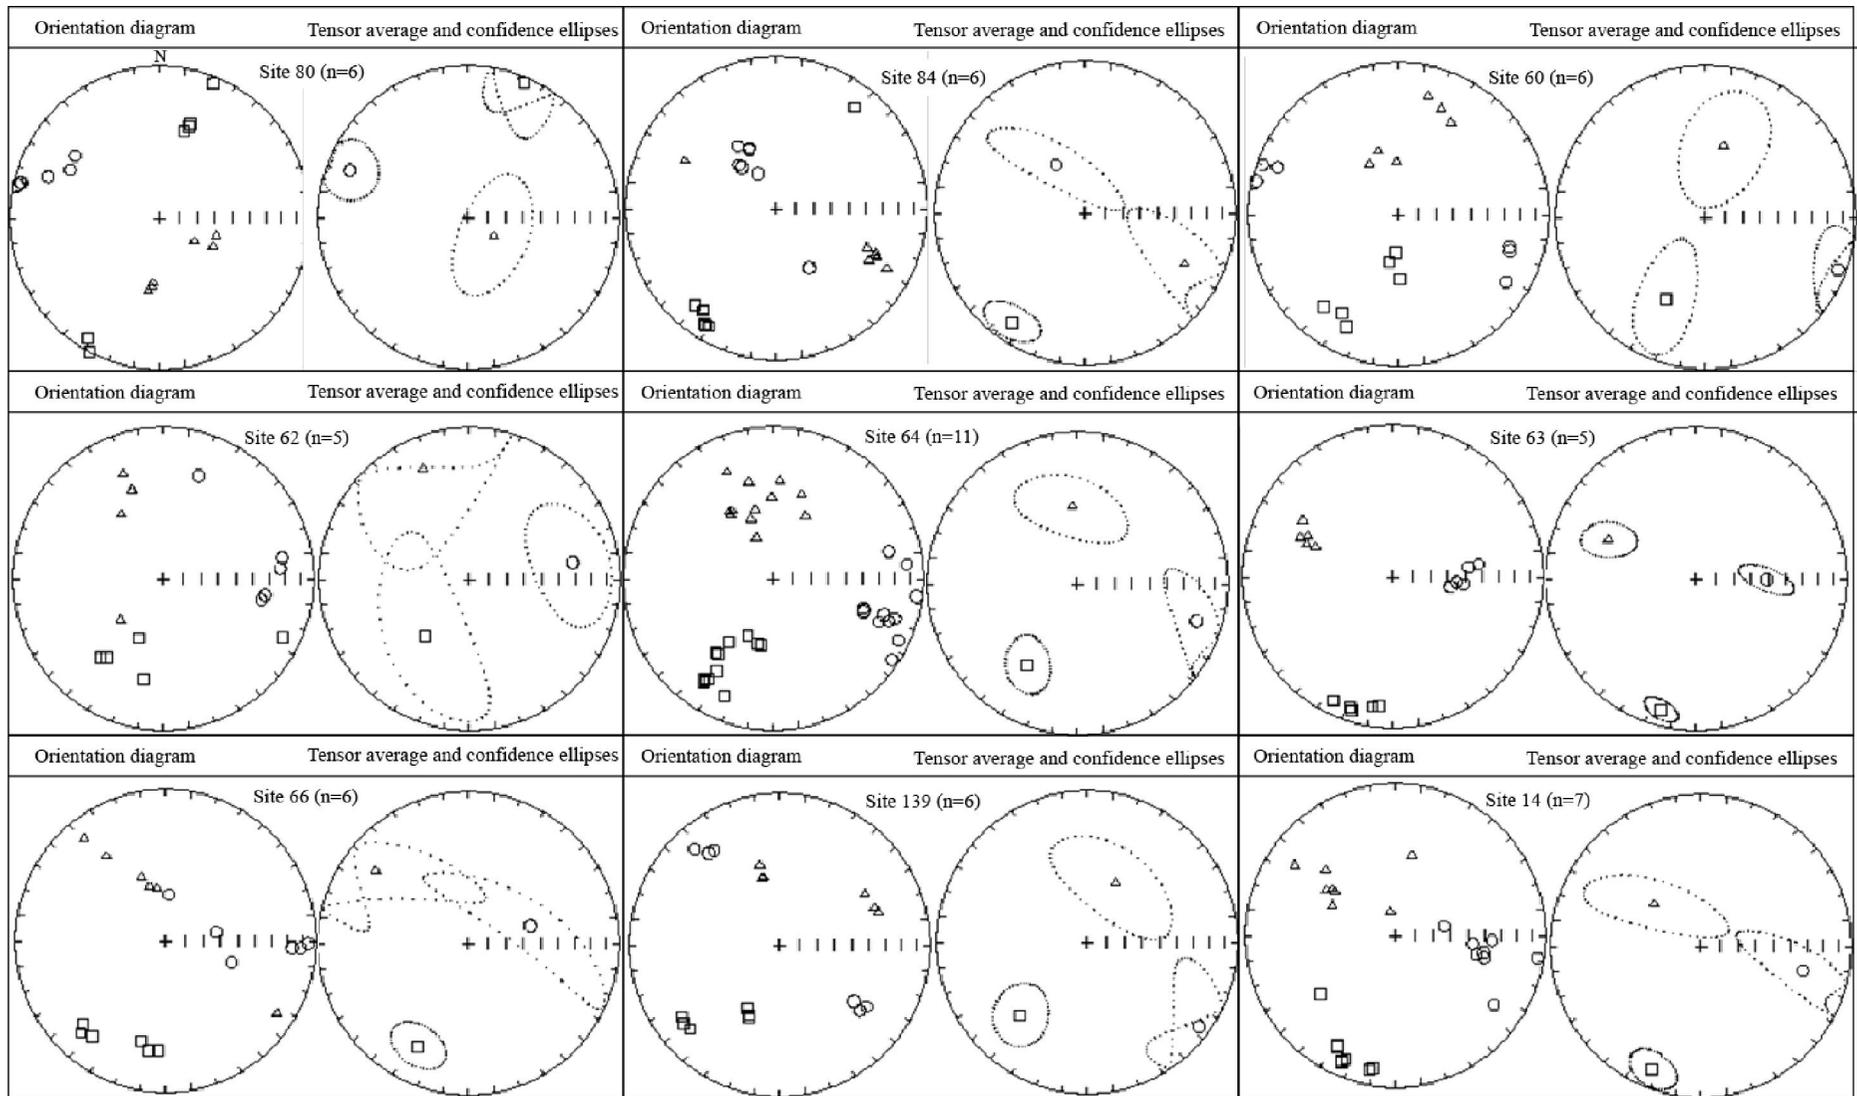 Orientation diagram Tensor average and confidence ellipses Orientation diagram Tensor average and confidence ellipses Orientation diagram Tensor average and confidence ellipses
N
Site 80 (n=6) Site 84 (n=6) Site 60 (n=6)
Orientation diagram Tensor average and confidence ellipses Orientation diagram Tensor average and confidence ellipses Orientation diagram Tensor average and confidence ellipses
Site 62 (n=5) Site 64 (n=11) Site 63 (n=5)
Orientation diagram Tensor average and confidence ellipses Orientation diagram Tensor average and confidence ellipses Orientation diagram Tensor average and confidence ellipses
Site 66 (n=6) Site 139 (n=6) Site 14 (n=7)